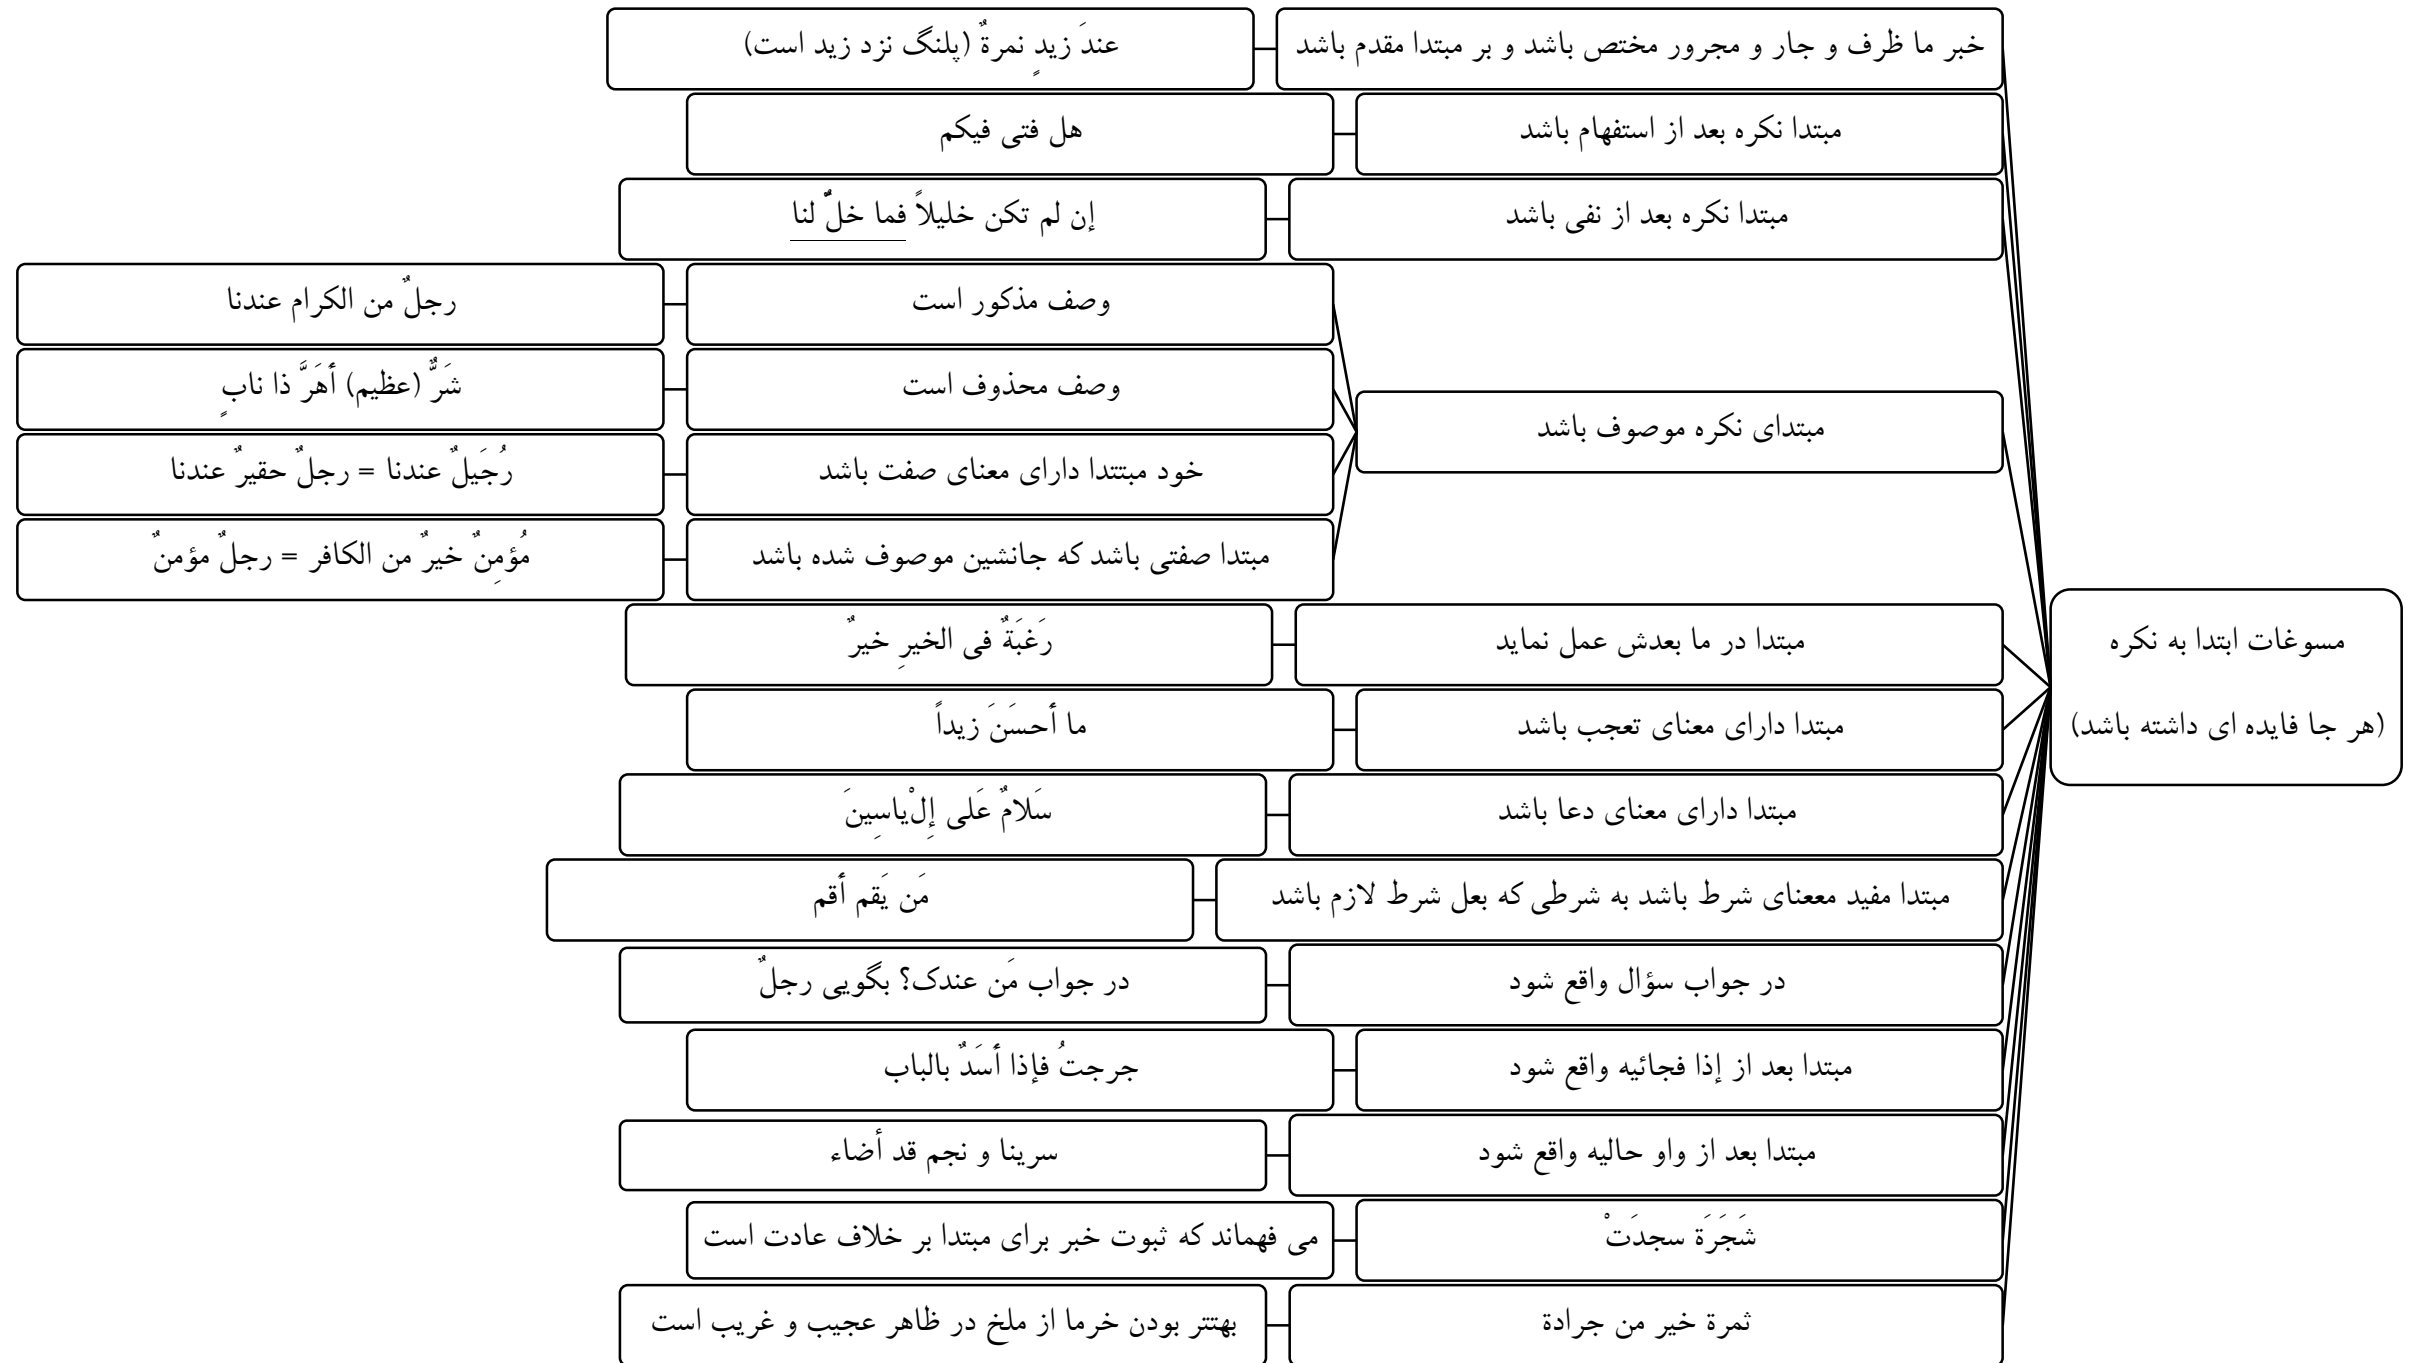 مسوغات ابتدا به نکره
(هر جا فایده ای داشته باشد)
خبر ما ظرف و جار و مجرور مختص باشد و بر مبتدا مقدم باشد
عندَ زیدٍ نمرةٌ (پلنگ نزد زید است)
مبتدا نکره بعد از استفهام باشد
هل فتی فیکم
مبتدا نکره بعد از نفی باشد
إن لم تکن خلیلاً فما خلٌّ لنا
مبتدای نکره موصوف باشد
وصف مذکور است
رجلٌ من الکرام عندنا
وصف محذوف است
شَرٌّ (عظیم) أهَرَّ ذا نابٍ
خود مبتتدا دارای معنای صفت باشد
رُجَیلٌ عندنا = رجلٌ حقیرٌ عندنا
مبتدا صفتی باشد که جانشین موصوف شده باشد
مُؤمِنٌ خیرٌ من الکافر = رجلٌ مؤمنٌ
مبتدا در ما بعدش عمل نماید
رَغبَةٌ فی الخیرِ خیرٌ
مبتدا دارای معنای تعجب باشد
ما أحسَنَ زیداً
مبتدا دارای معنای دعا باشد
سَلامٌ عَلی إِلْیاسِینَ
مبتدا مفید مععنای شرط باشد به شرطی که بعل شرط لازم باشد
مَن یَقم أقم
در جواب سؤال واقع شود
در جواب مَن عندک؟ بگویی رجلٌ
مبتدا بعد از إذا فجائیه واقع شود
جرجتُ فإذا أسَدٌ بالباب
مبتدا بعد از واو حالیه واقع شود
سرینا و نجم قد أضاء
شَجَرَة سجدَتْ
می فهماند که ثبوت خبر برای مبتدا بر خلاف عادت است
ثمرة خیر من جرادة
بهتتر بودن خرما از ملخ در ظاهر عجیب و غریب است